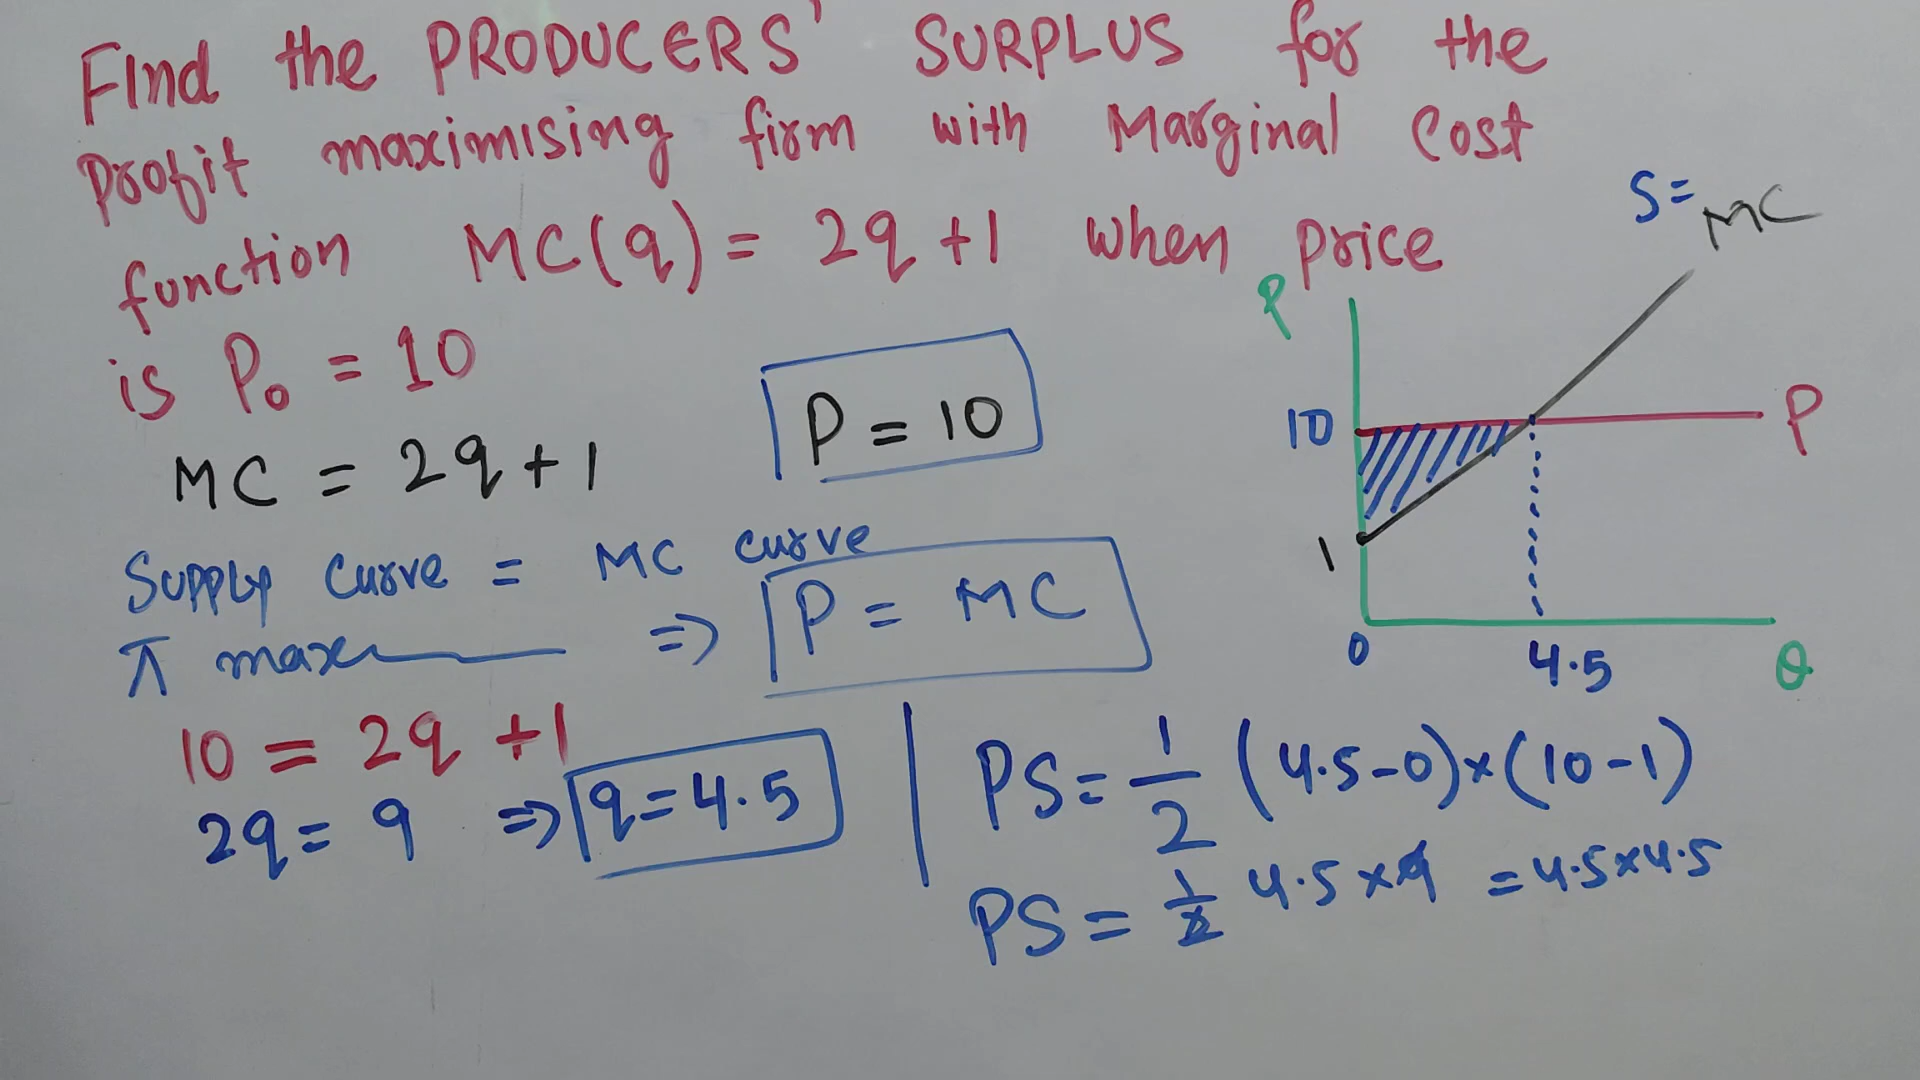 FInd the PRODUCERS' SURPLUS for the
Profit maximising firm with Marginal Cost
function MC(q) = 2q +1 when price
is P₀ = 10
P = 10
MC = 2q + 1
Supply Curve = MC curve
π max ⇒ P = MC
10 = 2q +1
2q = 9 ⇒ q = 4.5
S = MC
P
10
P
1
0
4.5
Q
PS = 1/2 (4.5-0)×(10-1)
PS = 1/2 4.5×9 = 4.5×4.5